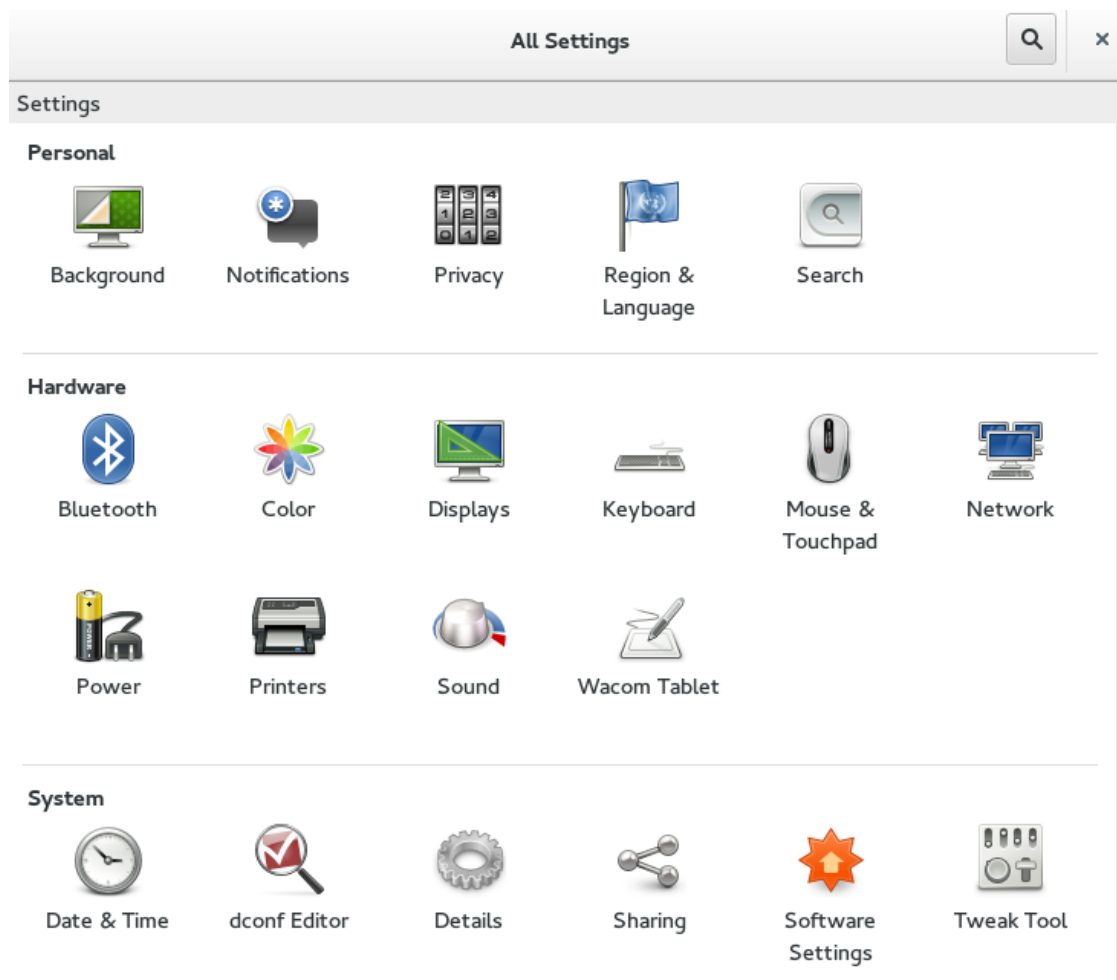 All Settings
Settings
Personal
Background
Notifications
Privacy
Region &
Language
Search
Hardware
Bluetooth
Color
Displays
Keyboard
Mouse &
Touchpad
Network
Power
Printers
Sound
Wacom Tablet
System
Date & Time
dconf Editor
Details
Sharing
Software
Settings
Tweak Tool